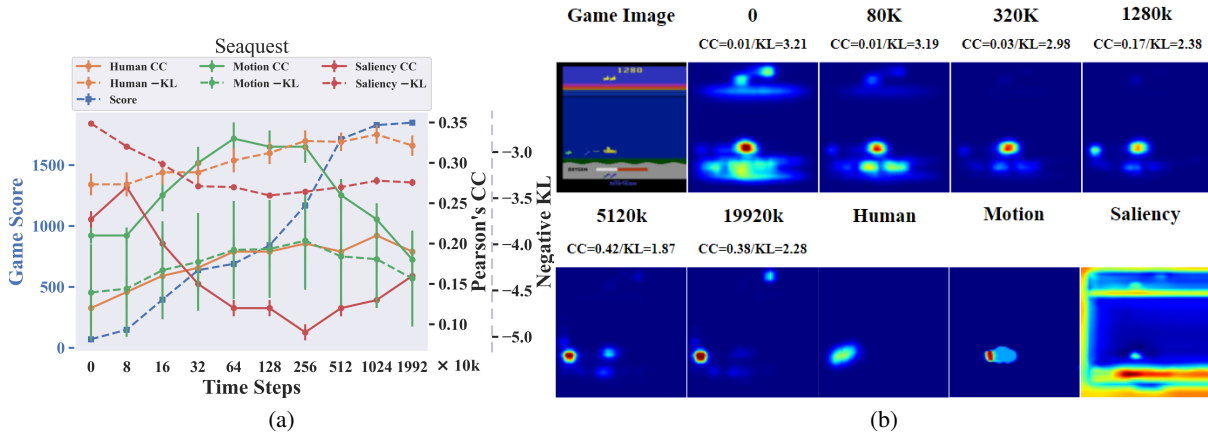 Seaquest
Human CC
Motion CC
Saliency CC
Human −KL
Motion −KL
Saliency −KL
Score
Game Score
1500
1000
500
0
0.35
0.30
0.25
0.20
0.15
0.10
Pearson's CC
−3.0
−3.5
−4.0
−4.5
−5.0
Negative KL
0 8 16 32 64 128 256 512 1024 1992 × 10k
Time Steps
(a)
Game Image 0 80K 320K 1280k
CC=0.01/KL=3.21 CC=0.01/KL=3.19 CC=0.03/KL=2.98 CC=0.17/KL=2.38
1280
5120k 19920k Human Motion Saliency
CC=0.42/KL=1.87 CC=0.38/KL=2.28
(b)